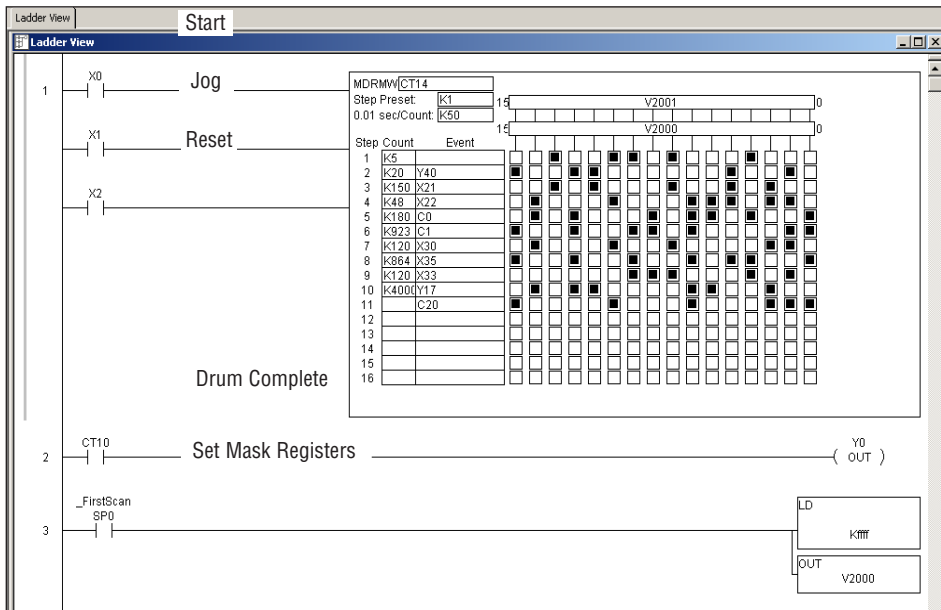 Ladder View
Start
Ladder View
X0
1
Jog
MDRMW CT14
Step Preset: K1
15 V2001 0
0.01 sec/Count: K50
15 V2000 0
X1
Reset
Step Count Event
1 K5
2 K20 Y40
3 K150 X21
X2
4 K48 X22
5 K180 C0
6 K923 C1
7 K120 X30
8 K864 X35
9 K120 X33
10 K4000 Y17
11 C20
12
13
14
15
Drum Complete
16
CT10
2
Set Mask Registers
Y0
( OUT )
_FirstScan
SP0
3
LD
Kffff
OUT
V2000